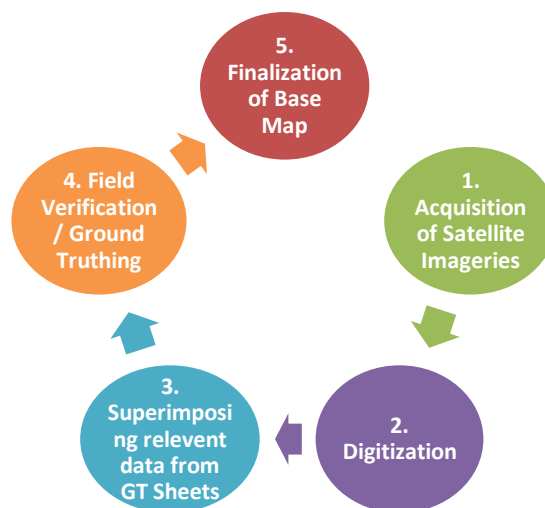 5.
Finalization
of Base
Map
1.
Acquisition
of Satellite
Imageries
2.
Digitization
3.
Superimposi
ng relevent
data from
GT Sheets
4. Field
Verification
/ Ground
Truthing